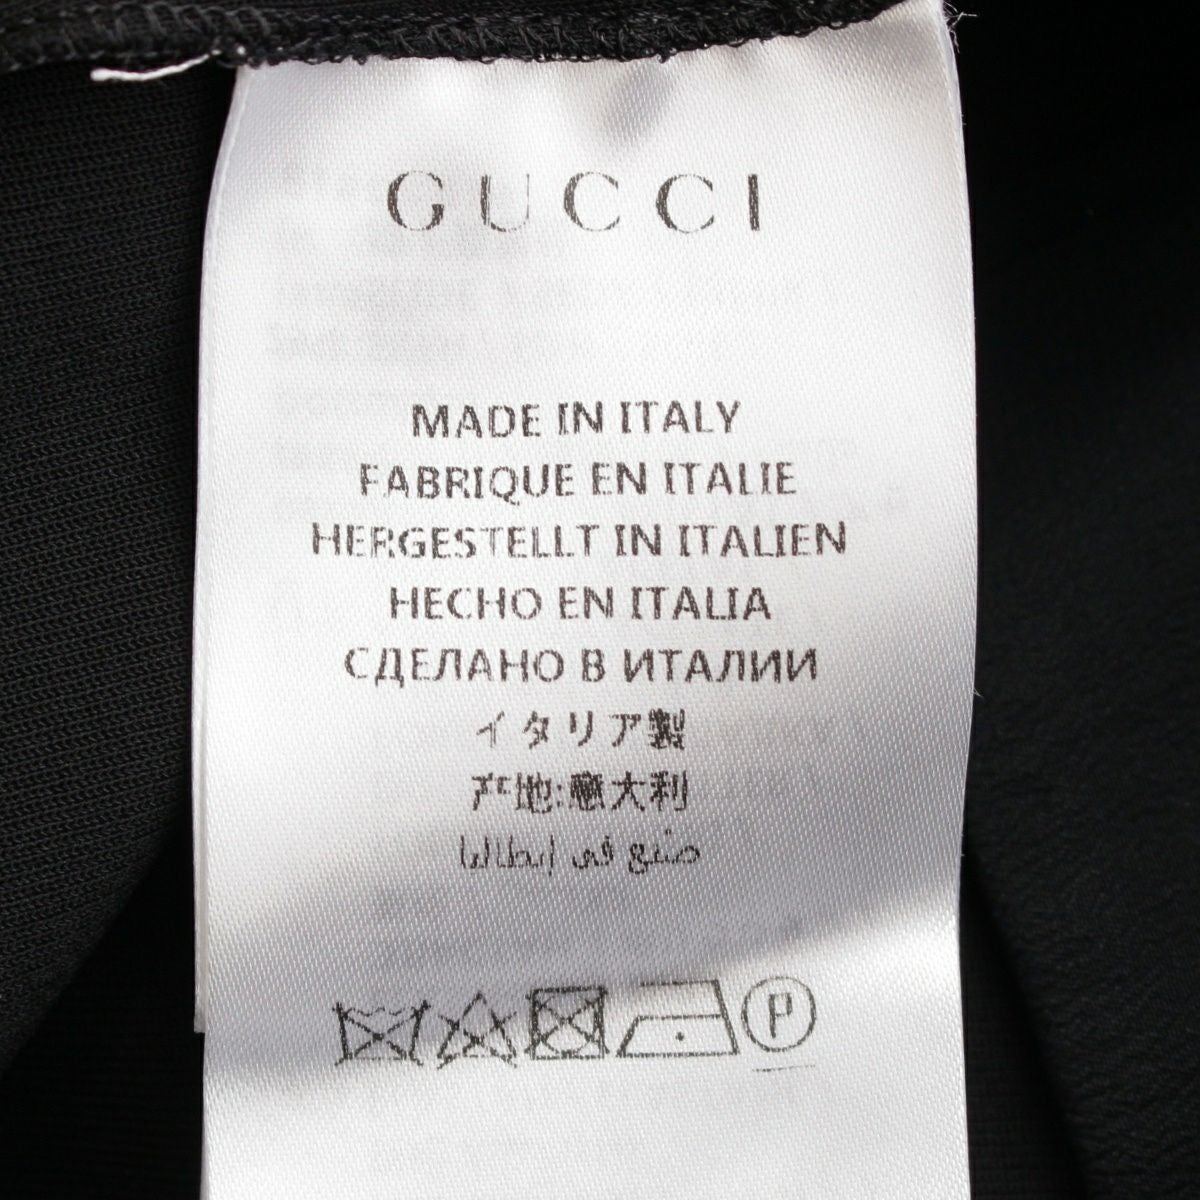 GUCCI
MADE IN ITALY
FABRIQUE EN ITALIE
HERGESTELLT IN ITALIEN
HECHO EN ITALIA
СДЕЛАНО В ИТАЛИИ
イタリア製
产地:意大利
صنع في إيطاليا
P